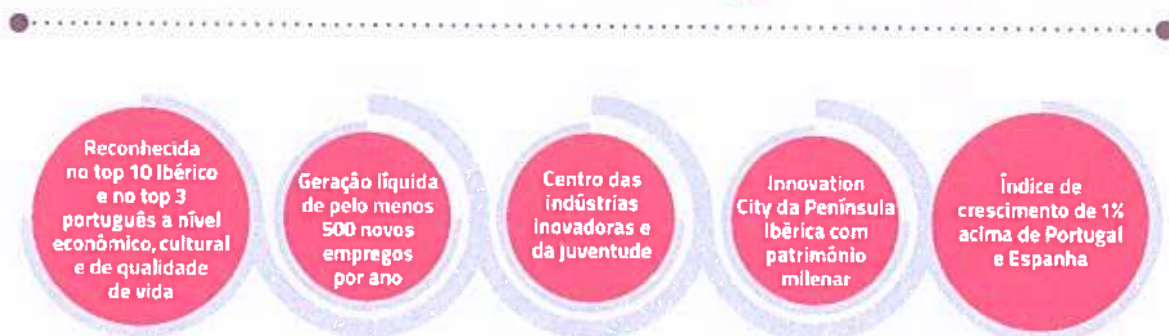 Reconhecida
no top 10 Ibérico
e no top 3
português a nível
económico, cultural
e de qualidade
de vida
Geração líquida
de pelo menos
500 novos
empregos
por ano
Centro das
indústrias
inovadoras e
da juventude
Innovation
City da Península
Ibérica com
património
milenar
Índice de
crescimento de 1%
acima de Portugal
e Espanha